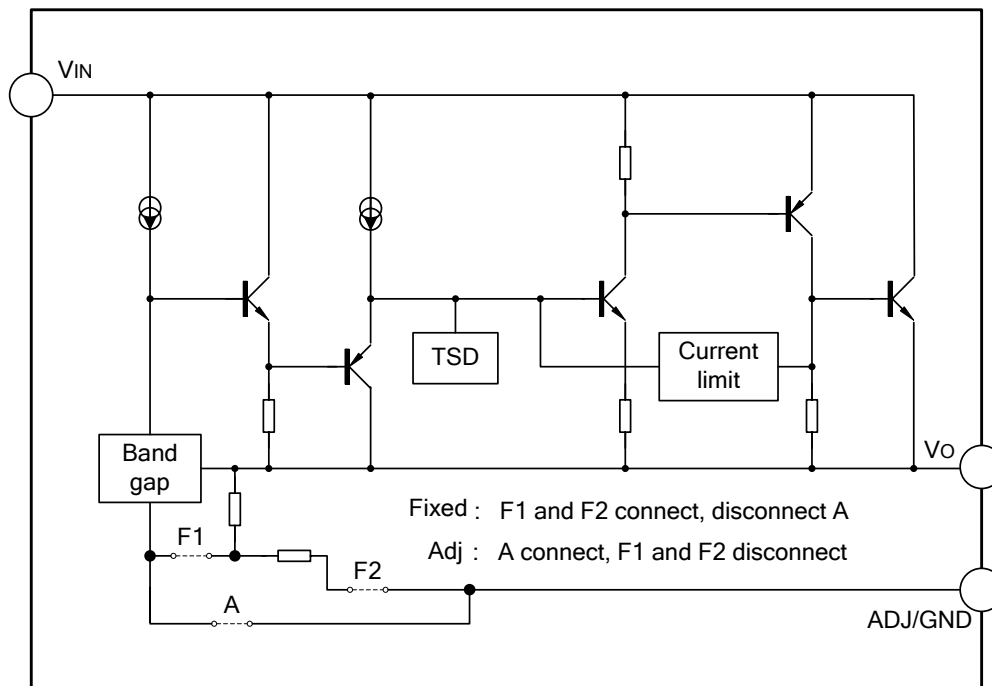 VIN
TSD
Current
limit
Band
gap
VO
Fixed : F1 and F2 connect, disconnect A
F1
Adj : A connect, F1 and F2 disconnect
F2
A
ADJ/GND